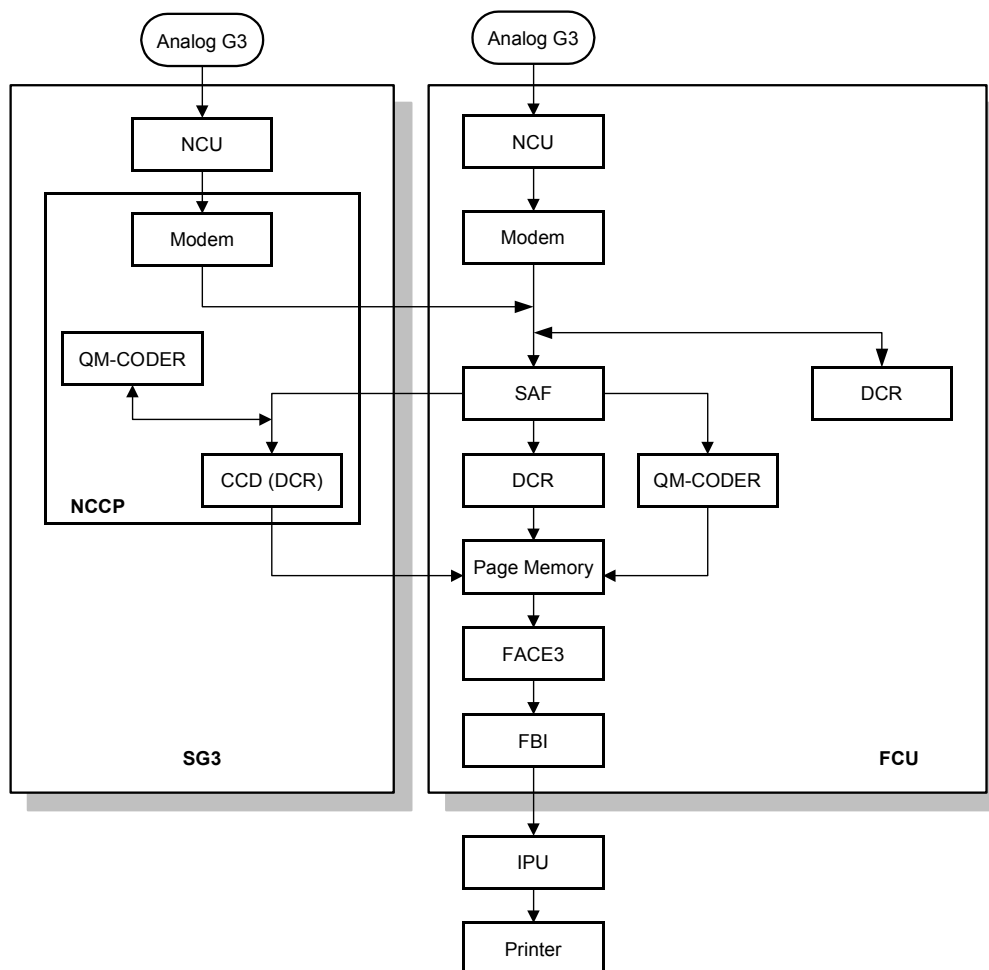 Analog G3
Analog G3
NCU
NCU
Modem
Modem
QM-CODER
SAF
DCR
CCD (DCR)
DCR
QM-CODER
NCCP
Page Memory
FACE3
FBI
SG3
FCU
IPU
Printer